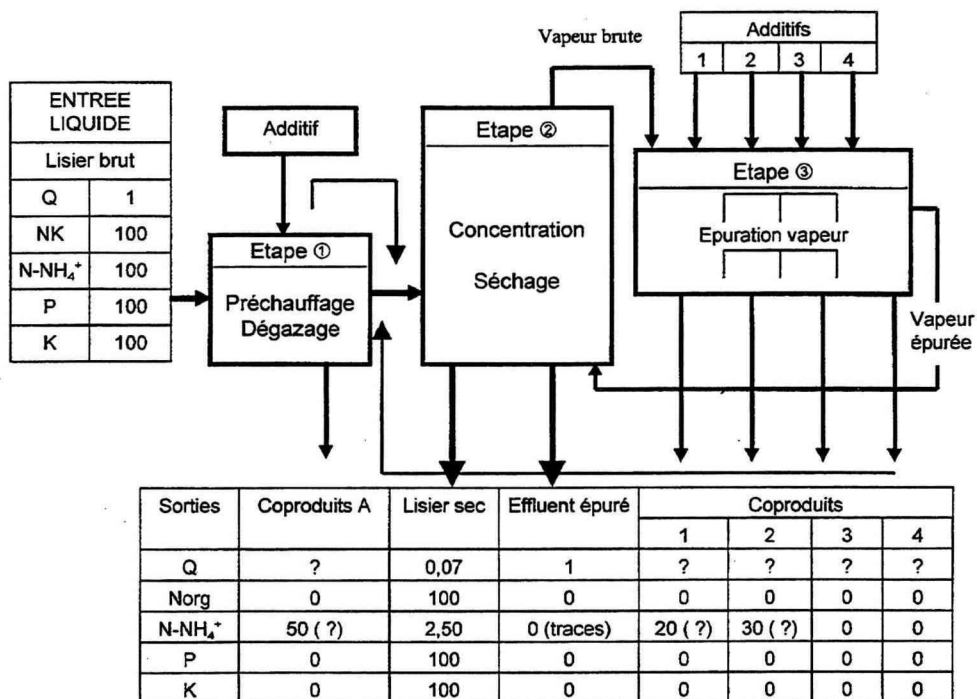 Vapeur brute
Additifs
1 2 3 4
ENTREE
LIQUIDE
Lisier brut
Q 1
NK 100
N-NH₄⁺ 100
P 100
K 100
Additif
Etape ①
Préchauffage
Dégazage
Etape ②
Concentration
Séchage
Etape ③
Epuration vapeur
Vapeur
épurée
Sorties Coproduits A Lisier sec Effluent épuré Coproduits
1 2 3 4
Q ? 0,07 1 ? ? ? ?
Norg 0 100 0 0 0 0 0
N-NH₄⁺ 50 ( ?) 2,50 0 (traces) 20 ( ?) 30 ( ?) 0 0
P 0 100 0 0 0 0 0
K 0 100 0 0 0 0 0